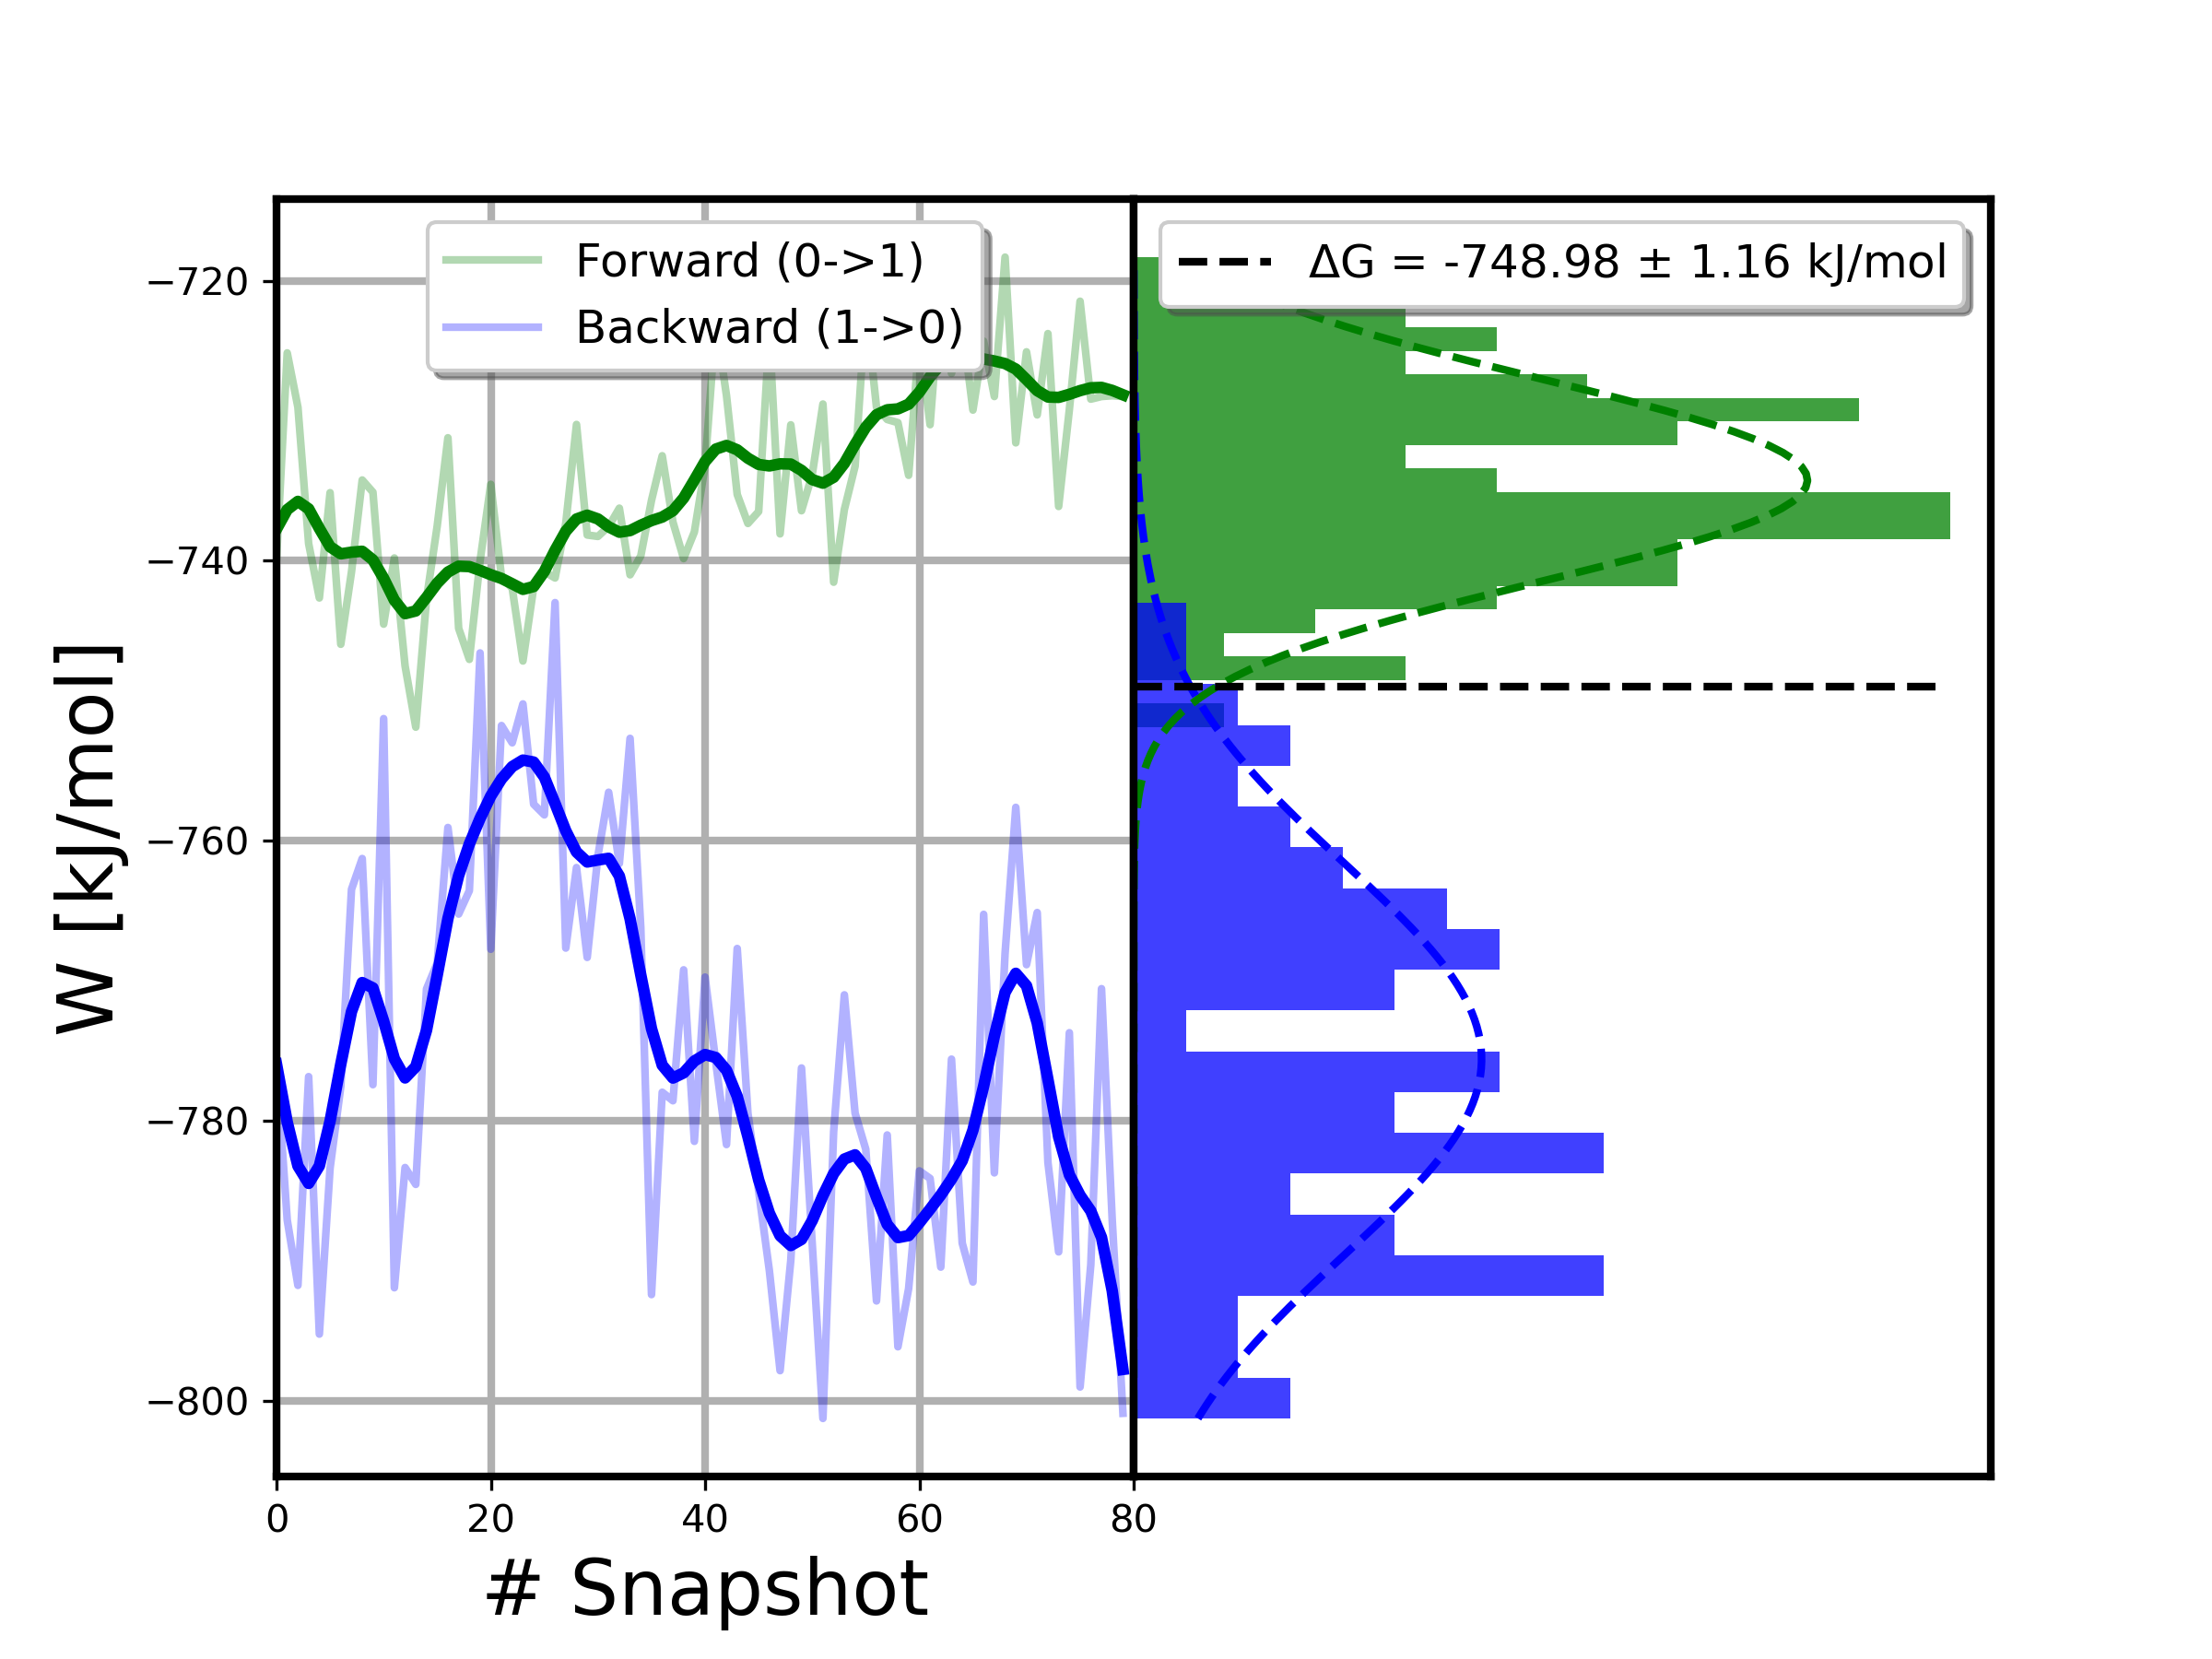 Forward (0->1)
Backward (1->0)
ΔG = -748.98 ± 1.16 kJ/mol
−720
−740
−760
−780
−800
W [kJ/mol]
0 20 40 60 80
# Snapshot